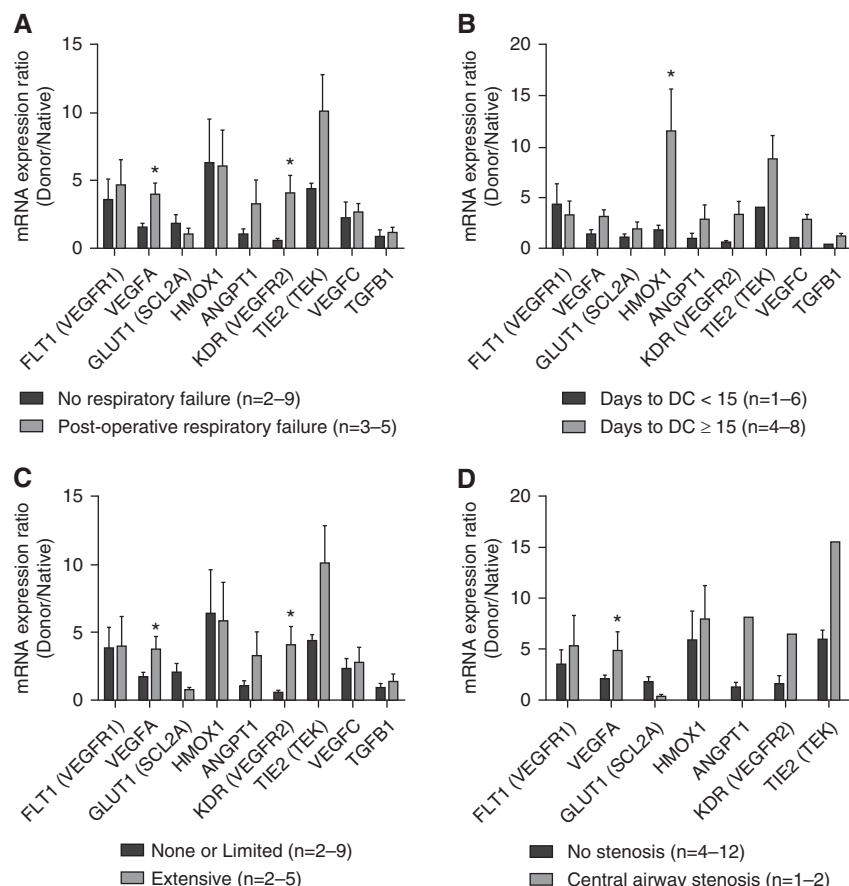 A
mRNA expression ratio
(Donor/Native)
15
10
5
0
*
*
FLT1 (VEGFR1)
VEGFA
GLUT1 (SCL2A)
HMOX1
ANGPT1
KDR (VEGFR2)
TIE2 (TEK)
VEGFC
TGFB1
No respiratory failure (n=2–9)
Post-operative respiratory failure (n=3–5)
B
mRNA expression ratio
(Donor/Native)
20
15
10
5
0
*
FLT1 (VEGFR1)
VEGFA
GLUT1 (SCL2A)
HMOX1
ANGPT1
KDR (VEGFR2)
TIE2 (TEK)
VEGFC
TGFB1
Days to DC < 15 (n=1–6)
Days to DC ≥ 15 (n=4–8)
C
mRNA expression ratio
(Donor/Native)
15
10
5
0
*
*
FLT1 (VEGFR1)
VEGFA
GLUT1 (SCL2A)
HMOX1
ANGPT1
KDR (VEGFR2)
TIE2 (TEK)
VEGFC
TGFB1
None or Limited (n=2–9)
Extensive (n=2–5)
D
mRNA expression ratio
(Donor/Native)
20
15
10
5
0
*
FLT1 (VEGFR1)
VEGFA
GLUT1 (SCL2A)
HMOX1
ANGPT1
KDR (VEGFR2)
TIE2 (TEK)
No stenosis (n=4–12)
Central airway stenosis (n=1–2)